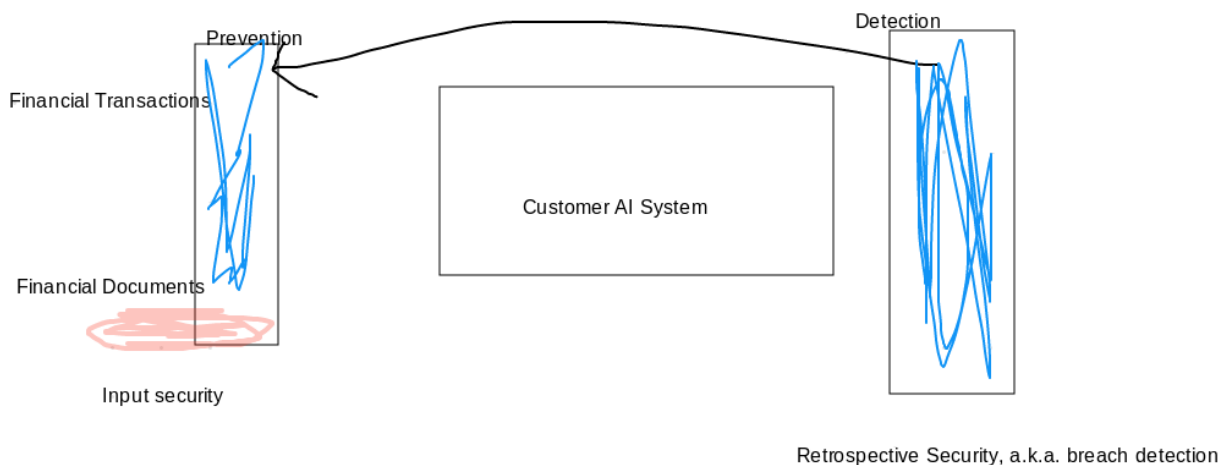 Detection
Prevention
Financial Transactions
Customer AI System
Financial Documents
Input security
Retrospective Security, a.k.a. breach detection